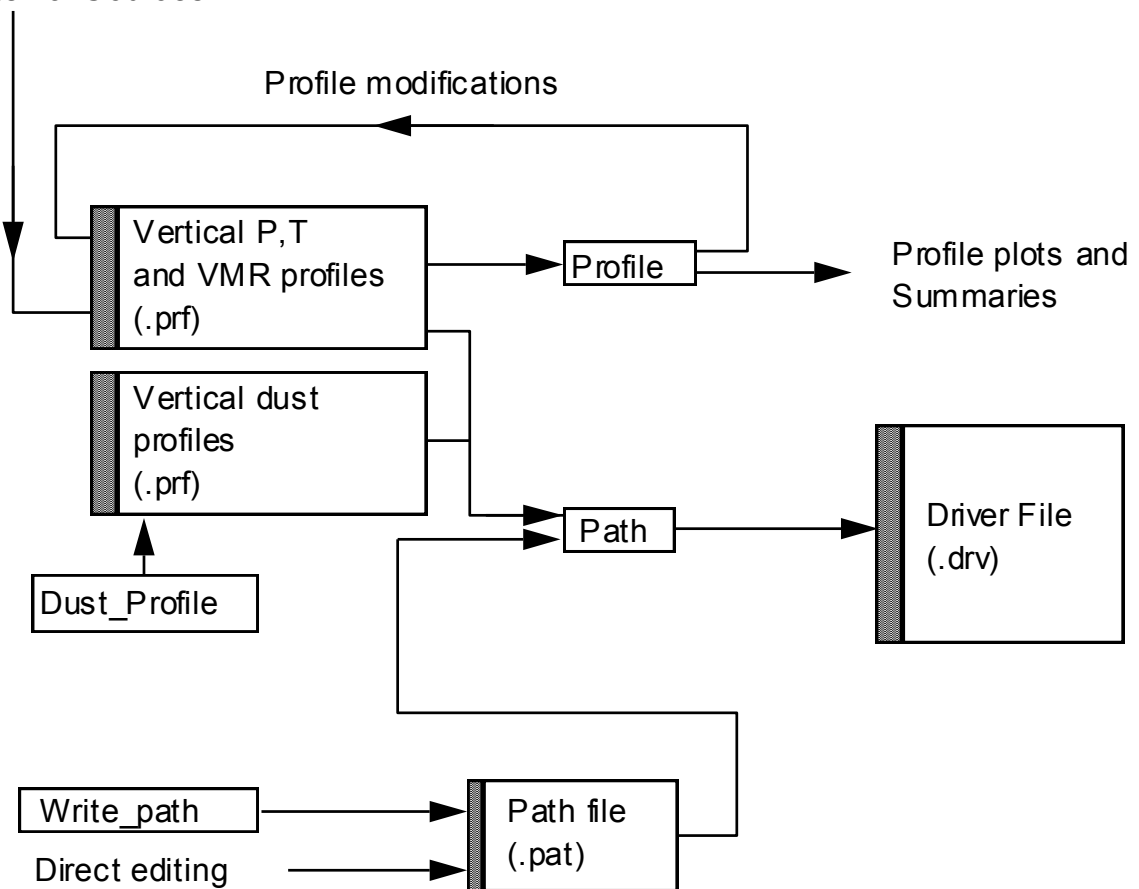 Profile modifications
Vertical P,T
and VMR profiles
(.prf)
Profile
Profile plots and
Summaries
Vertical dust
profiles
(.prf)
Path
Driver File
(.drv)
Dust_Profile
Write_path
Path file
(.pat)
Direct editing